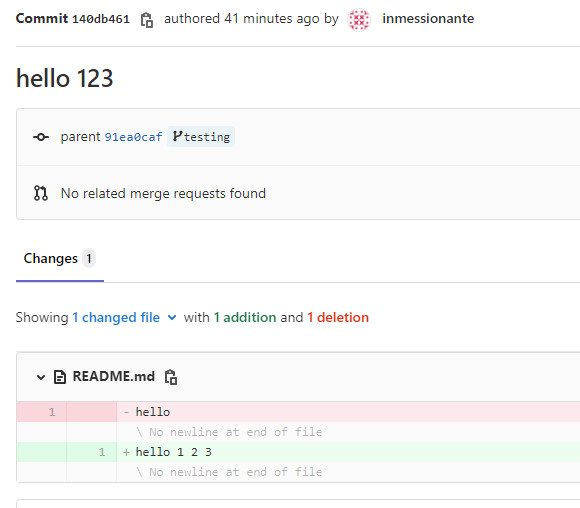 Commit 140db461 authored 41 minutes ago by inmessionante
hello 123
parent 91ea0caf testing
No related merge requests found
Changes 1
Showing 1 changed file with 1 addition and 1 deletion
README.md
1 - hello
\ No newline at end of file
1 + hello 1 2 3
\ No newline at end of file